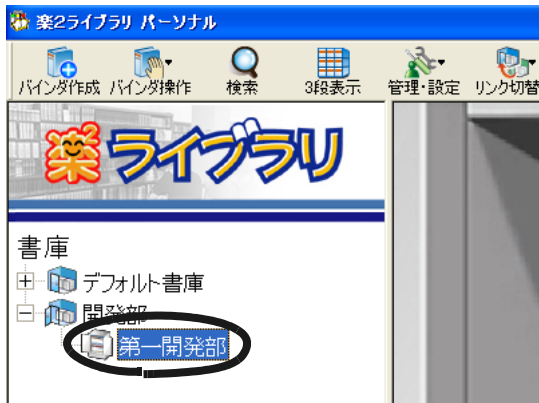 楽2ライブラリ パーソナル
バインダ作成 バインダ操作 検索 3段表示 管理・設定 リンク切替
楽 ライブラリ
書庫
デフォルト書庫
開発部
第一開発部